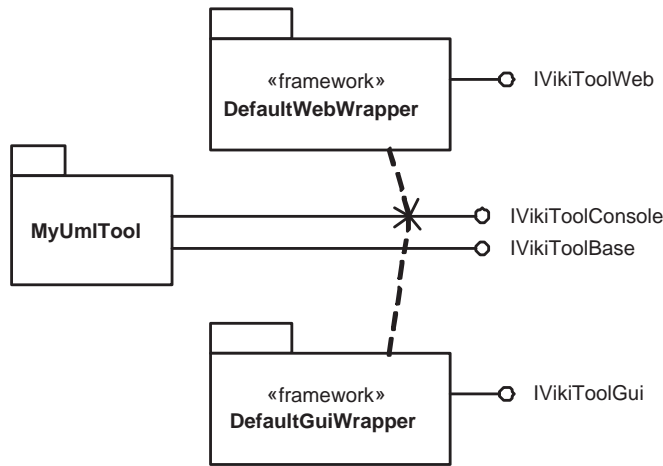 «framework»
DefaultWebWrapper
IVikiToolWeb
MyUmlTool
IVikiToolConsole
IVikiToolBase
«framework»
DefaultGuiWrapper
IVikiToolGui